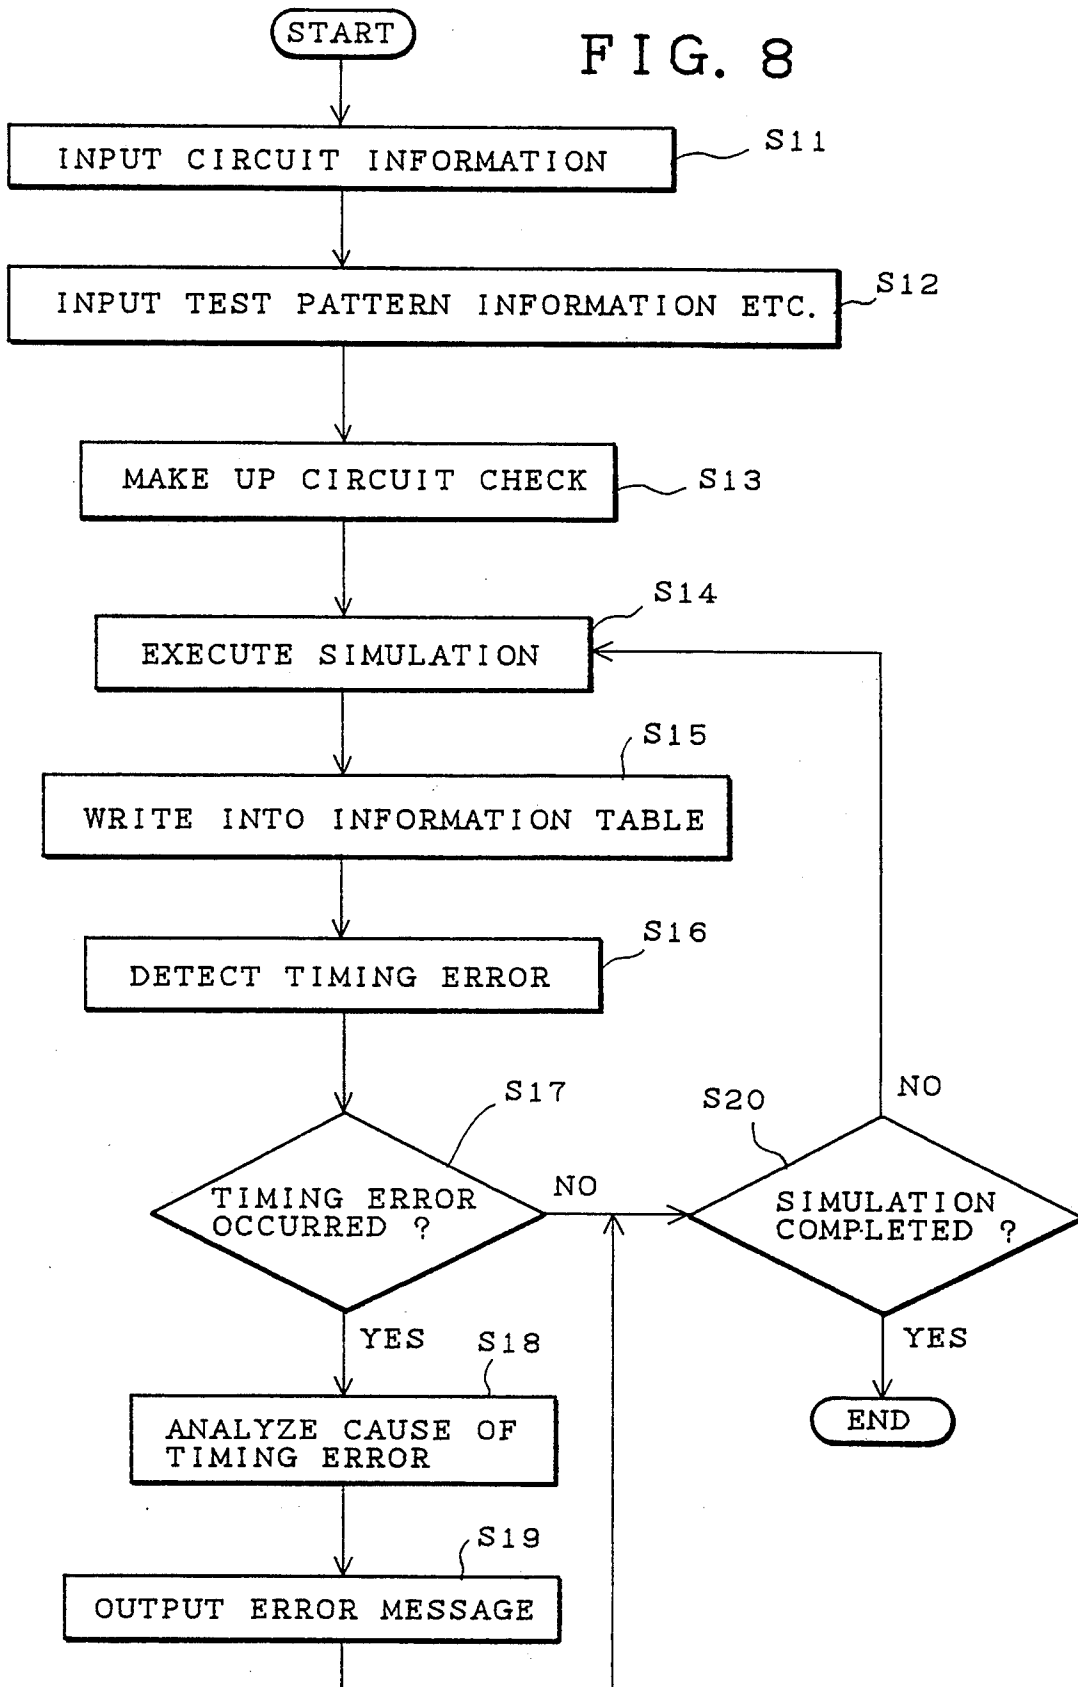 START
FIG. 8
INPUT CIRCUIT INFORMATION
S11
INPUT TEST PATTERN INFORMATION ETC.
S12
MAKE UP CIRCUIT CHECK
S13
S14
EXECUTE SIMULATION
S15
WRITE INTO INFORMATION TABLE
S16
DETECT TIMING ERROR
S17
TIMING ERROR
OCCURRED ?
NO
S20
NO
SIMULATION
COMPLETED ?
YES
YES
END
S18
ANALYZE CAUSE OF
TIMING ERROR
S19
OUTPUT ERROR MESSAGE